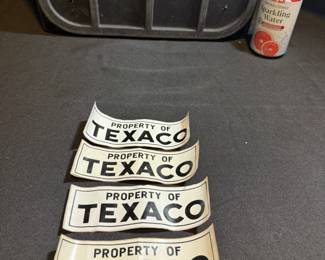 Sparkling
Water
PROPERTY OF
TEXACO
PROPERTY OF
TEXACO
PROPERTY OF
TEXACO
PROPERTY OF